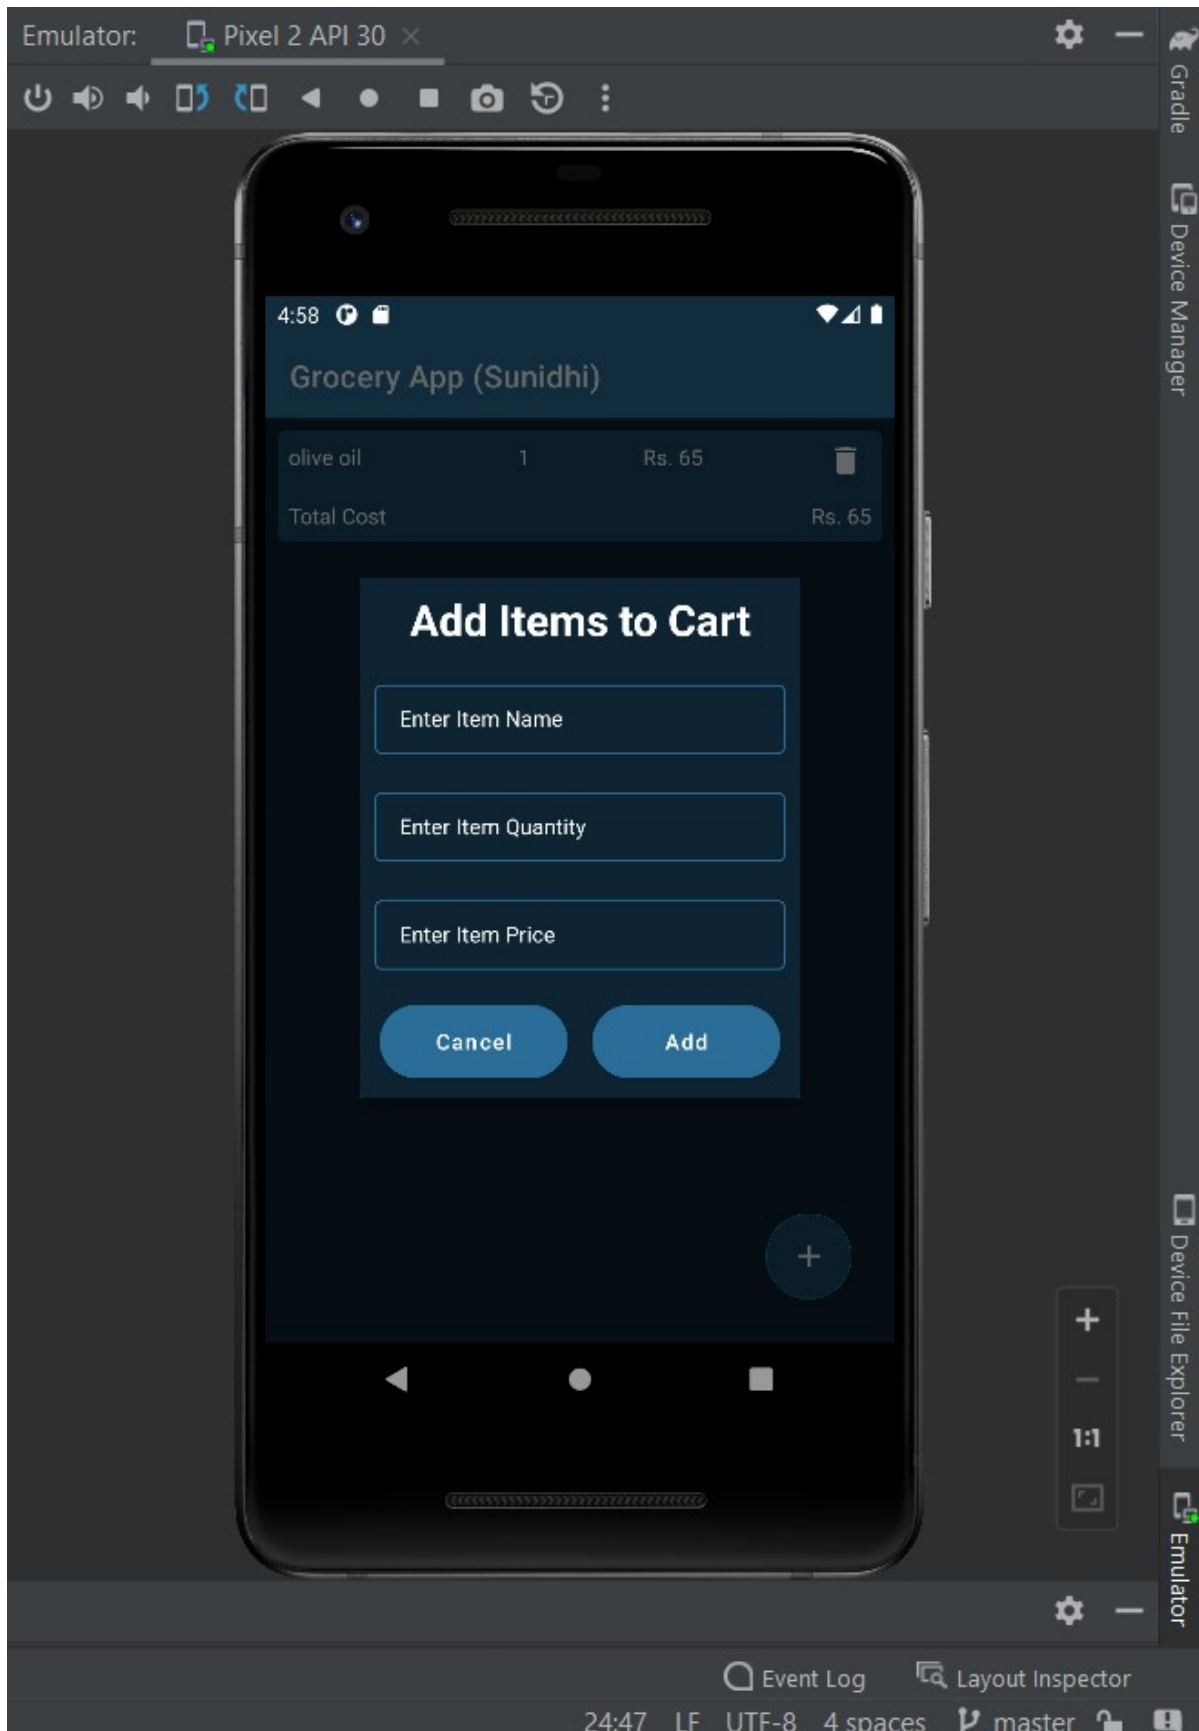 Emulator: Pixel 2 API 30
Gradle
Device Manager
4:58
Grocery App (Sunidhi)
olive oil 1 Rs. 65
Total Cost Rs. 65
Add Items to Cart
Enter Item Name
Enter Item Quantity
Enter Item Price
Cancel Add
1:1
Device File Explorer
Emulator
Event Log Layout Inspector
24:47 LF UTF-8 4 spaces master